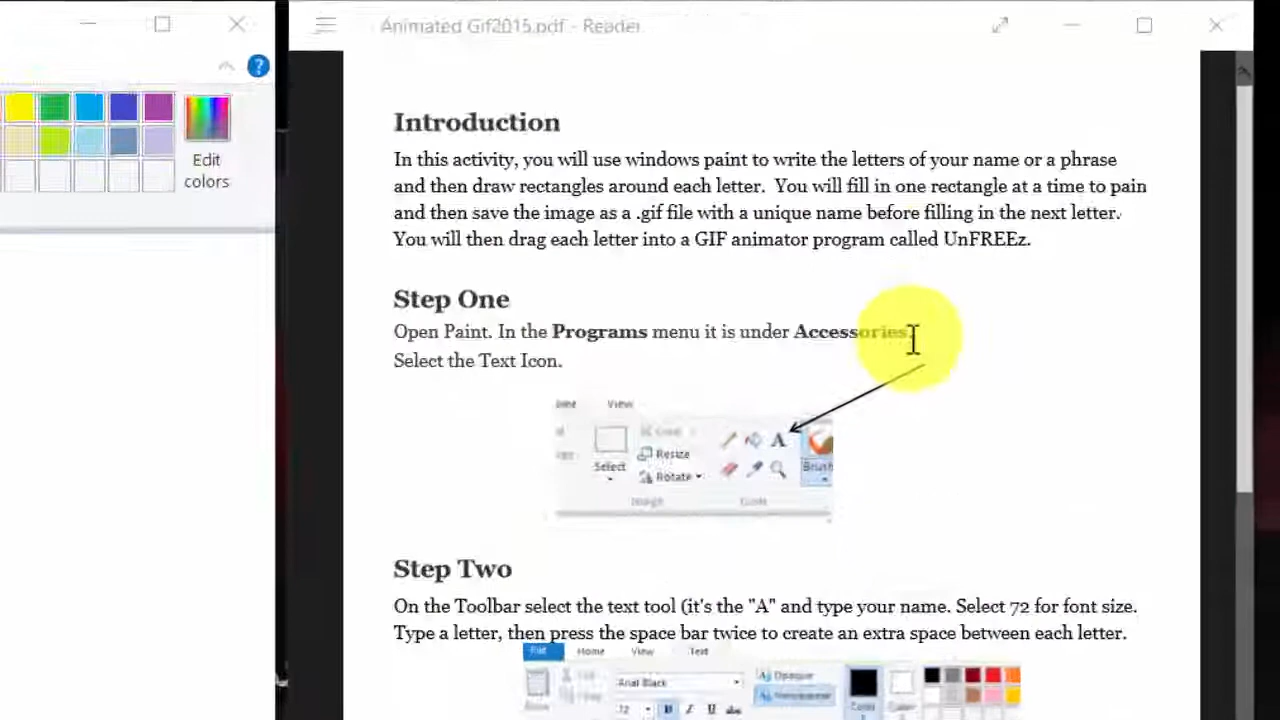 Animated Gif2015.pdf - Reader
?
Edit
colors
Introduction
In this activity, you will use windows paint to write the letters of your name or a phrase
and then draw rectangles around each letter. You will fill in one rectangle at a time to pain
and then save the image as a .gif file with a unique name before filling in the next letter.
You will then drag each letter into a GIF animator program called UnFREEz.
Step One
Open Paint. In the Programs menu it is under Accessories.
Select the Text Icon.
View
A
Resize
Select
Rotate
Brush
Image
Step Two
On the Toolbar select the text tool (it's the "A" and type your name. Select 72 for font size.
Type a letter, then press the space bar twice to create an extra space between each letter.
File Home View Text
Arial Black
A Opaque
A Transparent
72 B I U abc